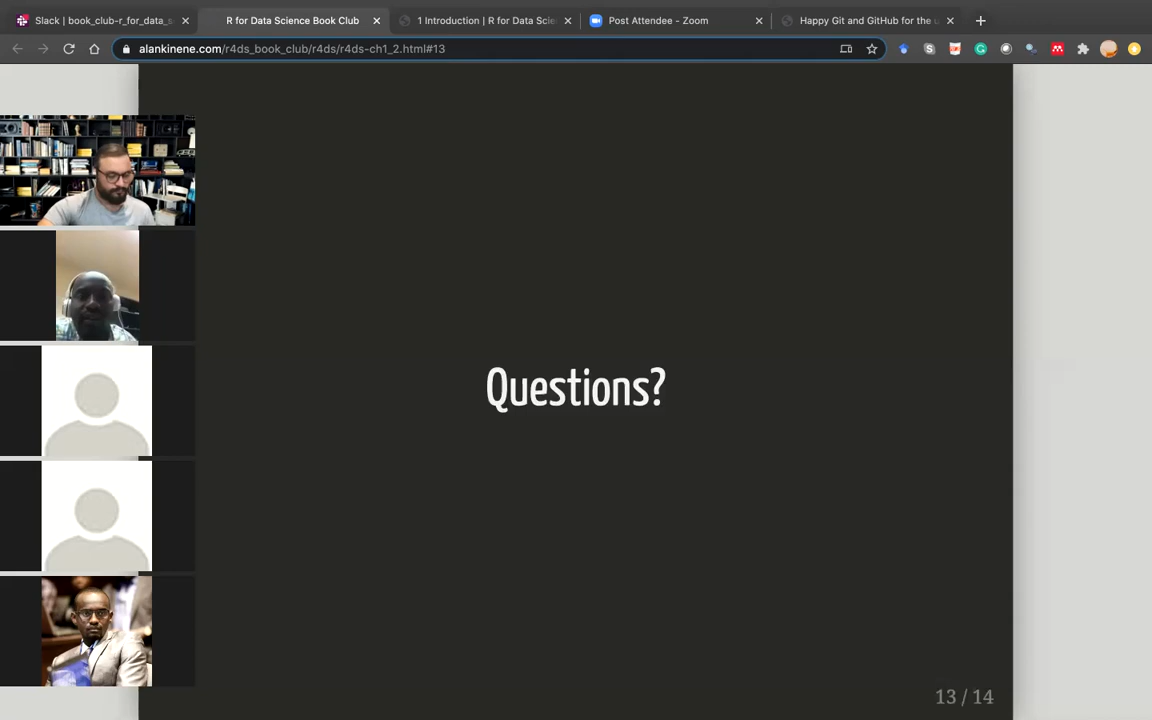 Slack | book_club-r_for_data_s
R for Data Science Book Club
1 Introduction | R for Data Scie
Post Attendee - Zoom
Happy Git and GitHub for the u
alankinene.com/r4ds_book_club/r4ds/r4ds-ch1_2.html#13
Questions?
13 / 14